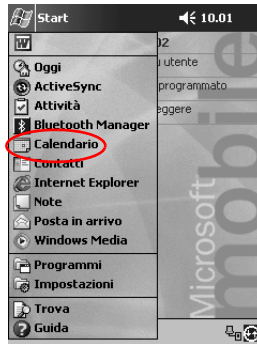 Start 10.01
02
Oggi utente
ActiveSync programmato
Attività eggere
Bluetooth Manager
Calendario
Contatti
Internet Explorer
Note
Posta in arrivo
Windows Media
Programmi
Impostazioni
Trova
Guida
Microsoft
mobile